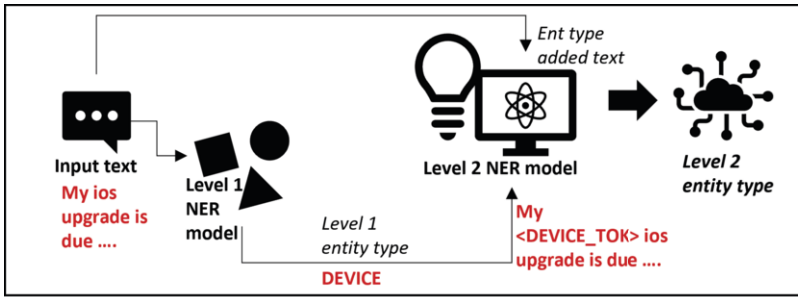 Ent type
added text
Input text
My ios
upgrade is
due ....
Level 1
NER
model
Level 1
entity type
DEVICE
Level 2 NER model
My
<DEVICE_TOK> ios
upgrade is due ....
Level 2
entity type